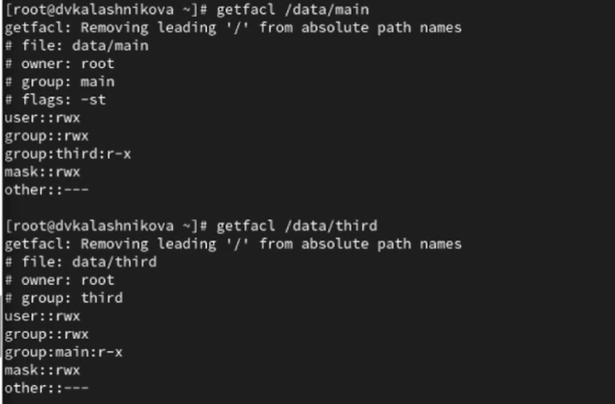 [root@dvkalashnikova ~]# getfacl /data/main
getfacl: Removing leading '/' from absolute path names
# file: data/main
# owner: root
# group: main
# flags: -st
user::rwx
group::rwx
group:third:r-x
mask::rwx
other::---
[root@dvkalashnikova ~]# getfacl /data/third
getfacl: Removing leading '/' from absolute path names
# file: data/third
# owner: root
# group: third
user::rwx
group::rwx
group:main:r-x
mask::rwx
other::---